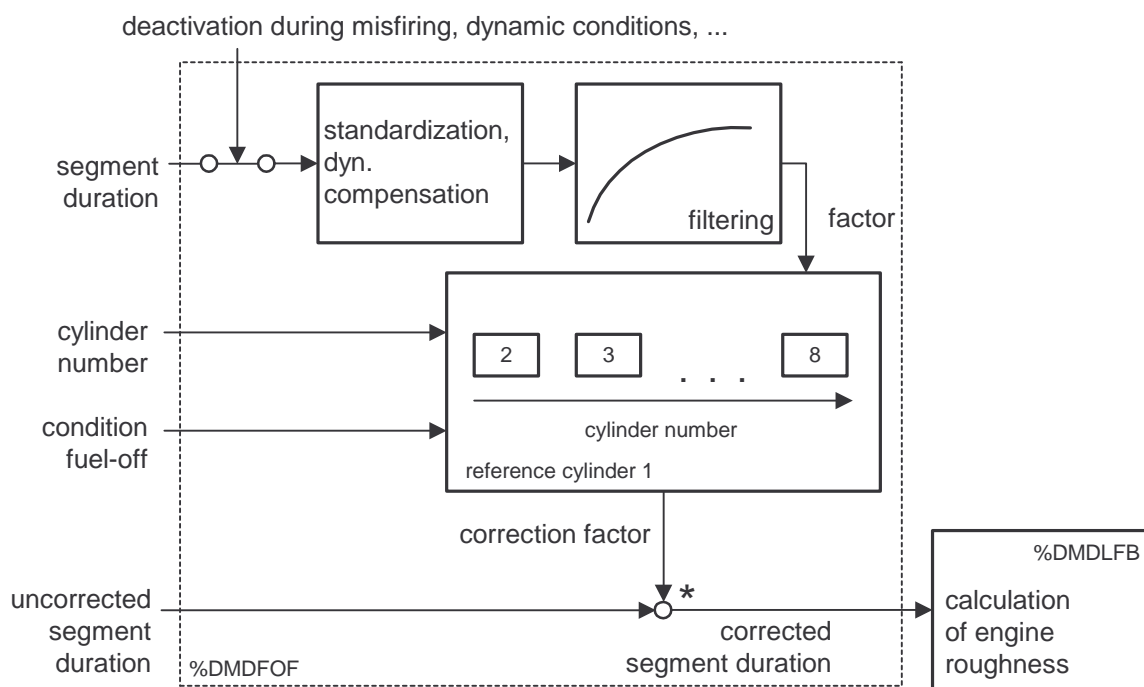 deactivation during misfiring, dynamic conditions, ...
segment
duration
standardization,
dyn.
compensation
filtering
factor
cylinder
number
2 3 . . . 8
cylinder number
condition
fuel-off
reference cylinder 1
correction factor
uncorrected
segment
duration
*
corrected
segment duration
%DMDFOF
%DMDLFB
calculation
of engine
roughness